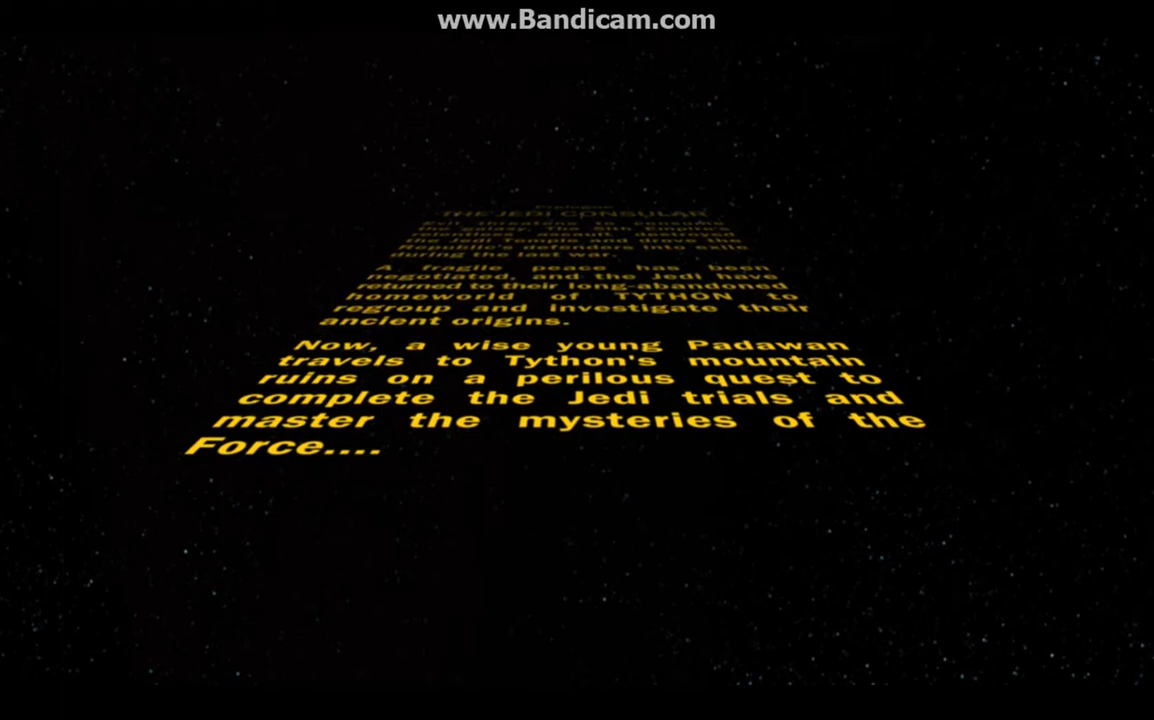 www.Bandicam.com
Prologue
THE JEDI CONSULAR
the galaxy. The Sith Empire's
relentless assault destroyed
the Jedi Temple and drove the
Republic's defenders into exile
during the last war.
A fragile peace has been
negotiated, and the Jedi have
returned to their long-abandoned
homeworld of TYTHON to
regroup and investigate their
ancient origins.
Now, a wise young Padawan
travels to Tython's mountain
ruins on a perilous quest to
complete the Jedi trials and
master the mysteries of the
Force....